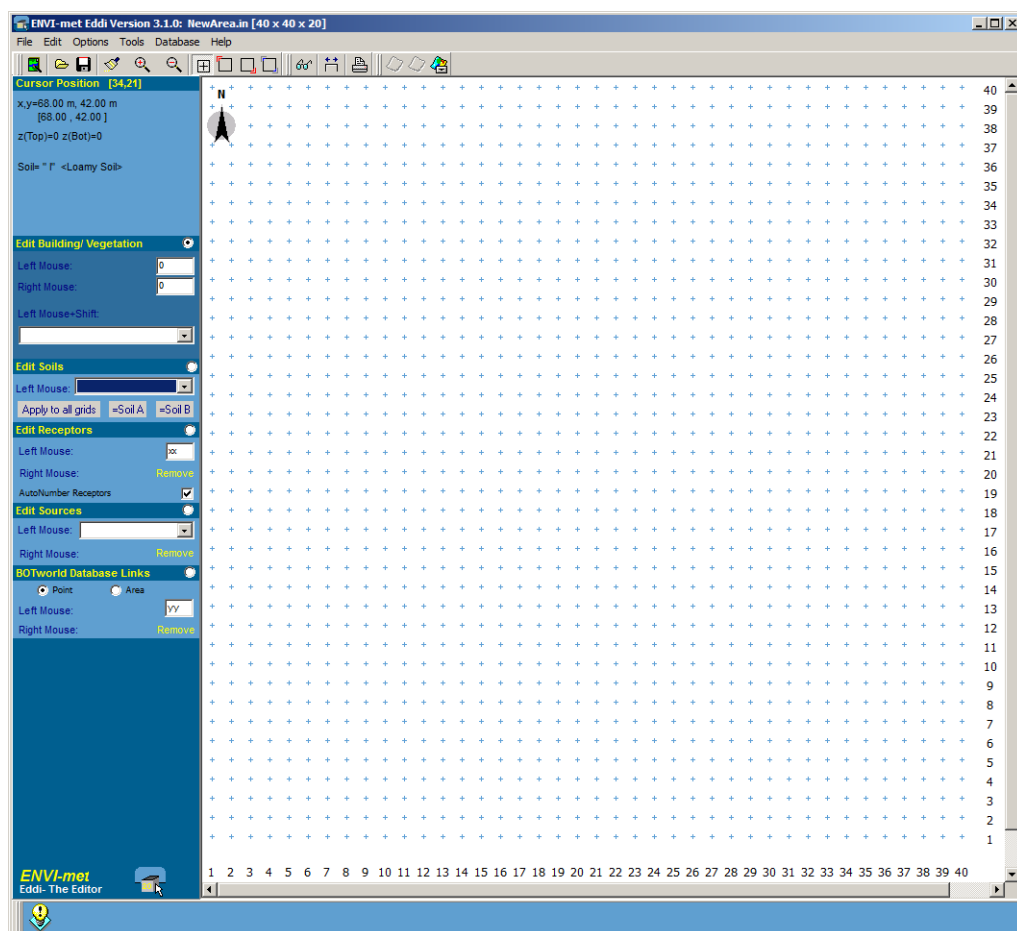 ENVI-met Eddi Version 3.1.0: NewArea.in [40 x 40 x 20]
File Edit Options Tools Database Help
Cursor Position [34,21]
x,y=68.00 m, 42.00 m
[68.00 , 42.00 ]
z(Top)=0 z(Bot)=0
Soil= " l" <Loamy Soil>
Edit Building/ Vegetation
Left Mouse: 0
Right Mouse: 0
Left Mouse+Shift:
Edit Soils
Left Mouse:
Apply to all grids =Soil A =Soil B
Edit Receptors
Left Mouse: xx
Right Mouse: Remove
AutoNumber Receptors
Edit Sources
Left Mouse:
Right Mouse: Remove
BOTworld Database Links
Point Area
Left Mouse: yy
Right Mouse: Remove
ENVI-met
Eddi- The Editor
N
40
39
38
37
36
35
34
33
32
31
30
29
28
27
26
25
24
23
22
21
20
19
18
17
16
15
14
13
12
11
10
9
8
7
6
5
4
3
2
1
1 2 3 4 5 6 7 8 9 10 11 12 13 14 15 16 17 18 19 20 21 22 23 24 25 26 27 28 29 30 31 32 33 34 35 36 37 38 39 40